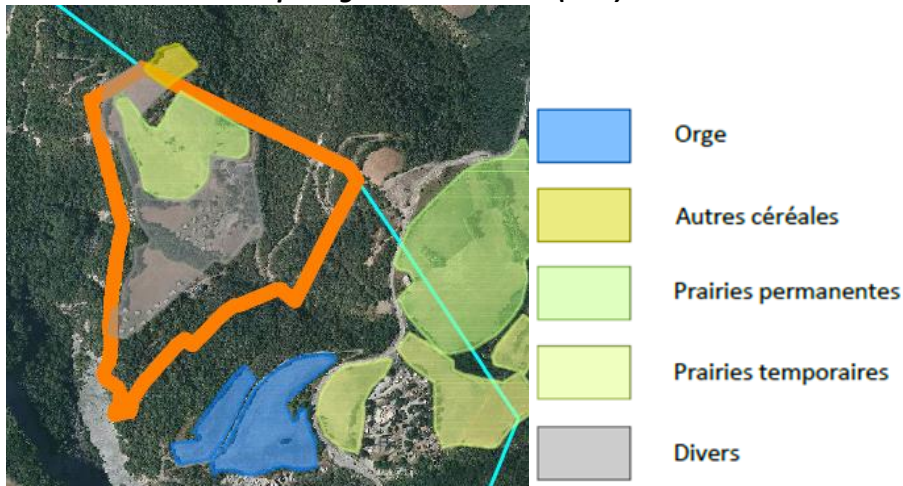 Orge
Autres céréales
Prairies permanentes
Prairies temporaires
Divers